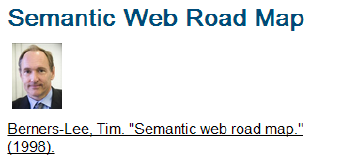 Semantic Web Road Map
Berners-Lee, Tim. "Semantic web road map."
(1998).